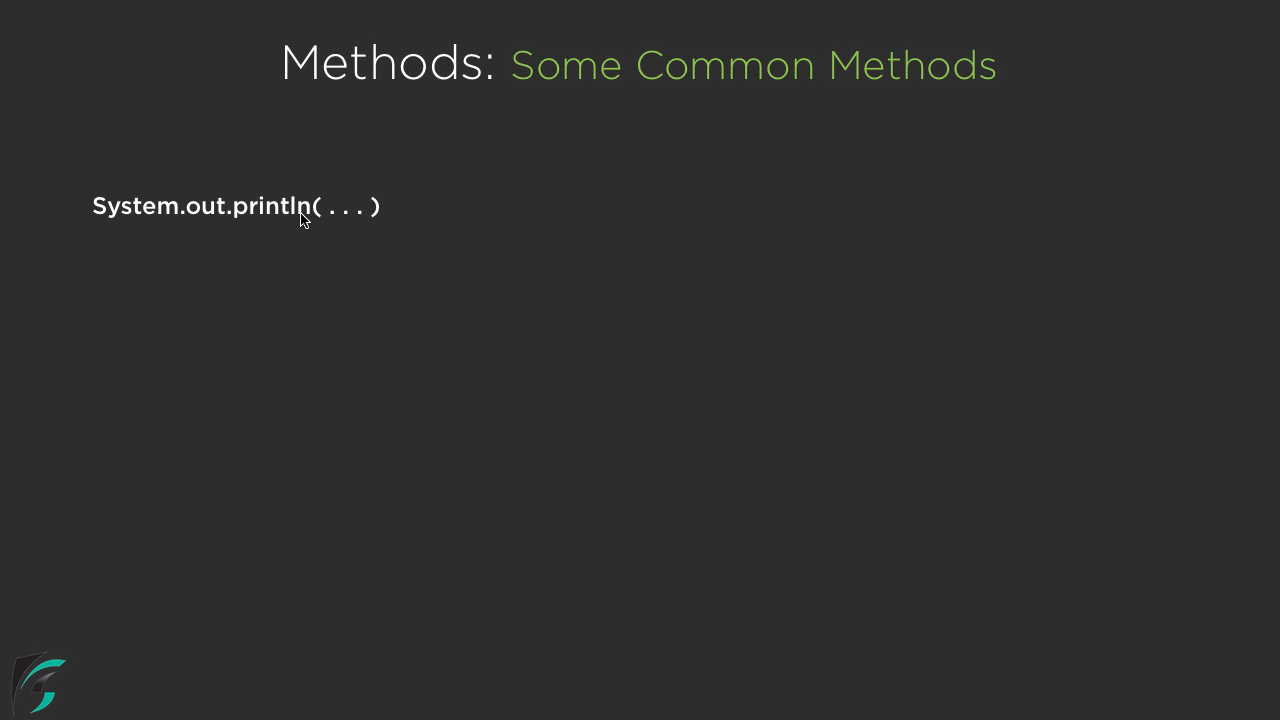 Methods: Some Common Methods
System.out.println( . . . )